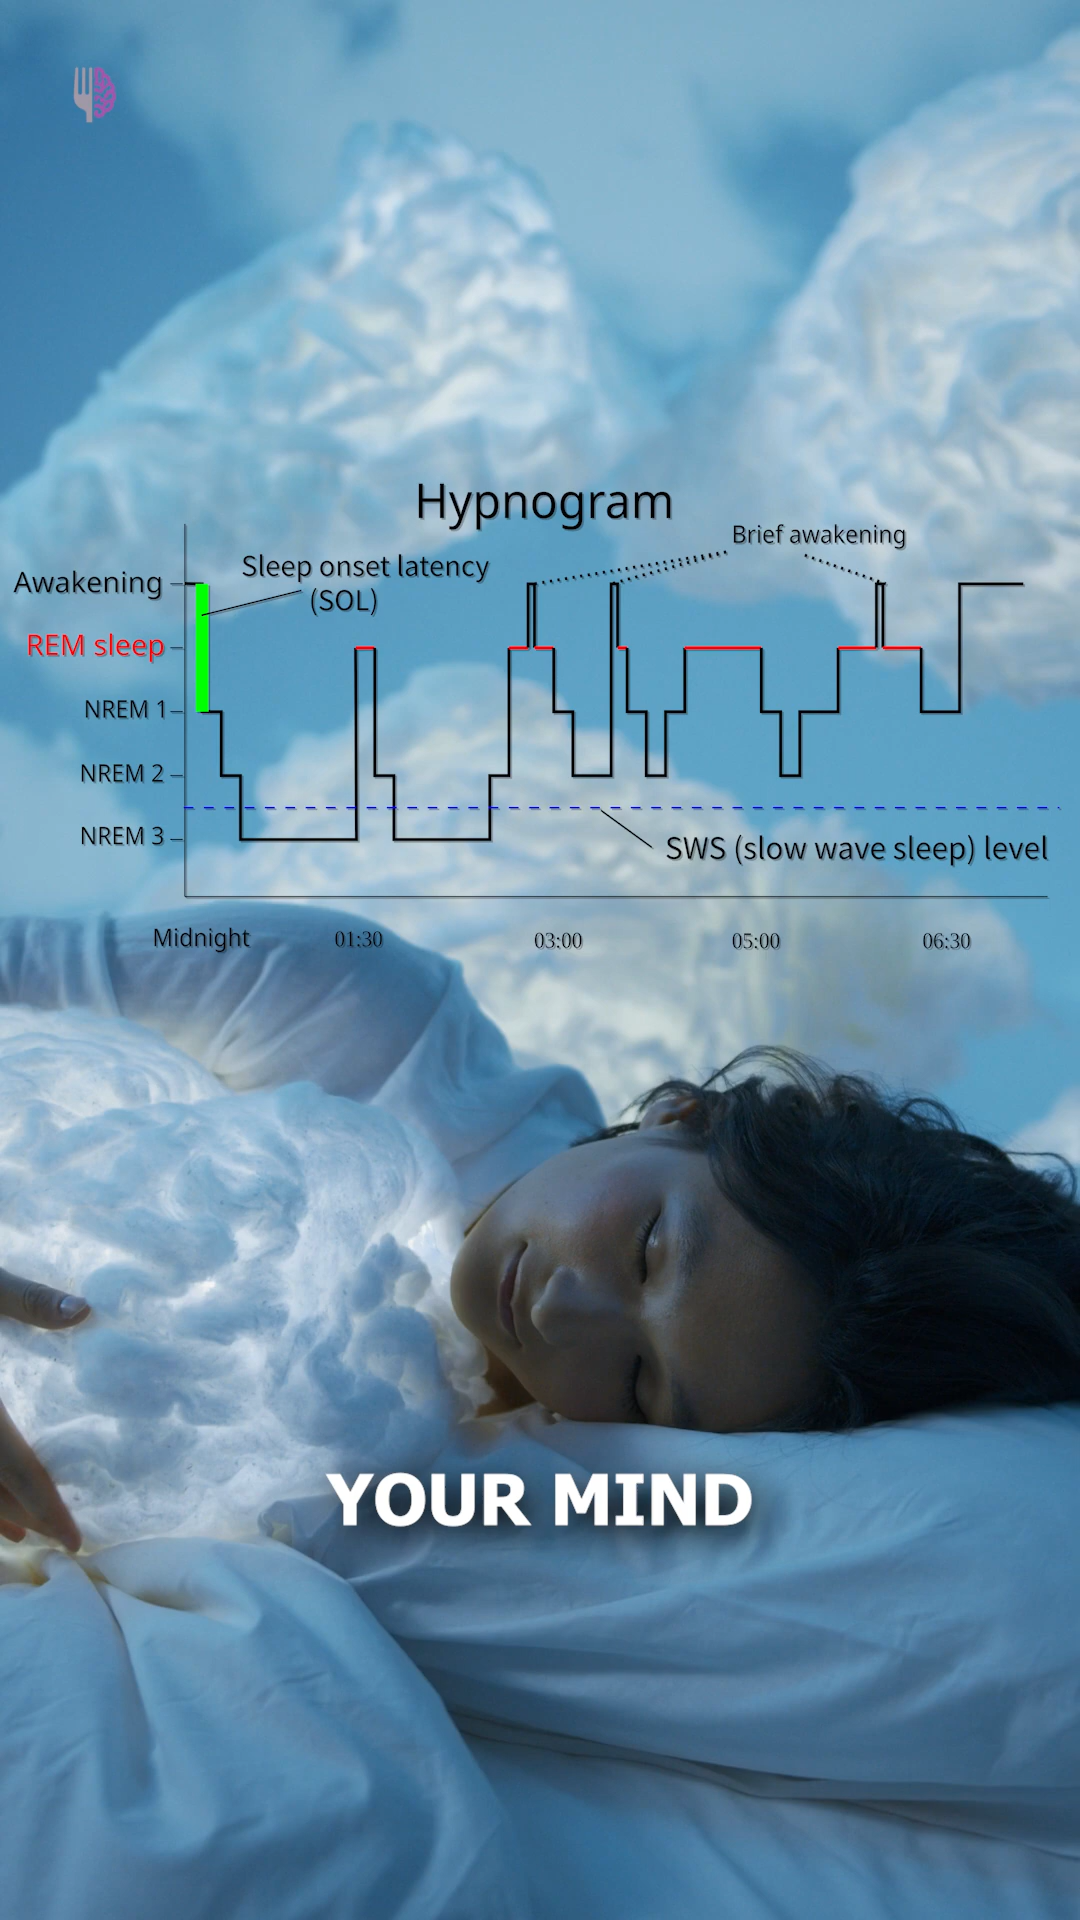 Hypnogram
Brief awakening
Sleep onset latency
(SOL)
Awakening
REM sleep
NREM 1
NREM 2
NREM 3
SWS (slow wave sleep) level
Midnight 01:30 03:00 05:00 06:30
YOUR MIND